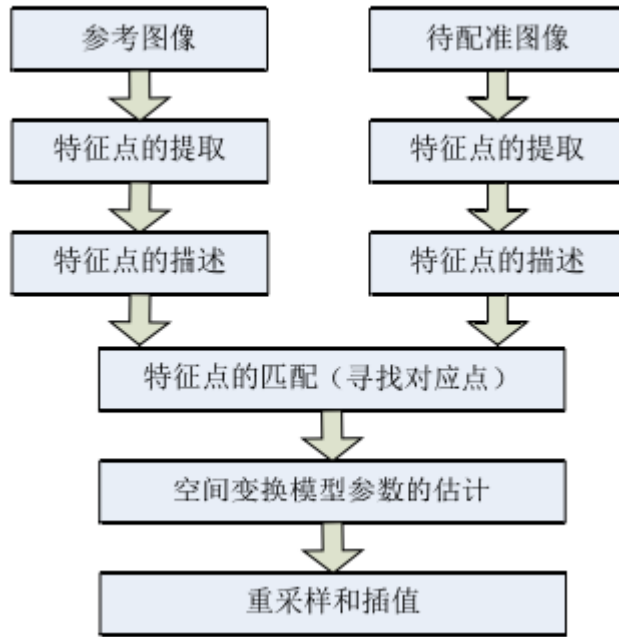 参考图像
待配准图像
特征点的提取
特征点的提取
特征点的描述
特征点的描述
特征点的匹配（寻找对应点）
空间变换模型参数的估计
重采样和插值